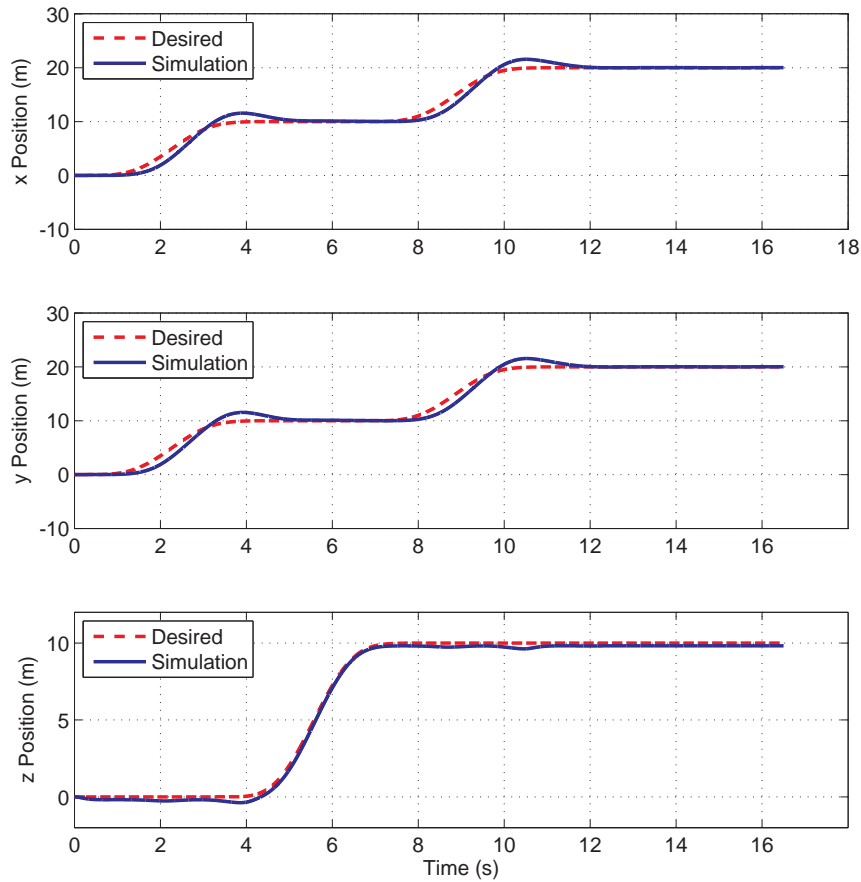 30
20
10
0
-10
x Position (m)
Desired
Simulation
0 2 4 6 8 10 12 14 16 18
30
20
10
0
-10
y Position (m)
Desired
Simulation
0 2 4 6 8 10 12 14 16
10
5
0
z Position (m)
Desired
Simulation
0 2 4 6 8 10 12 14 16
Time (s)